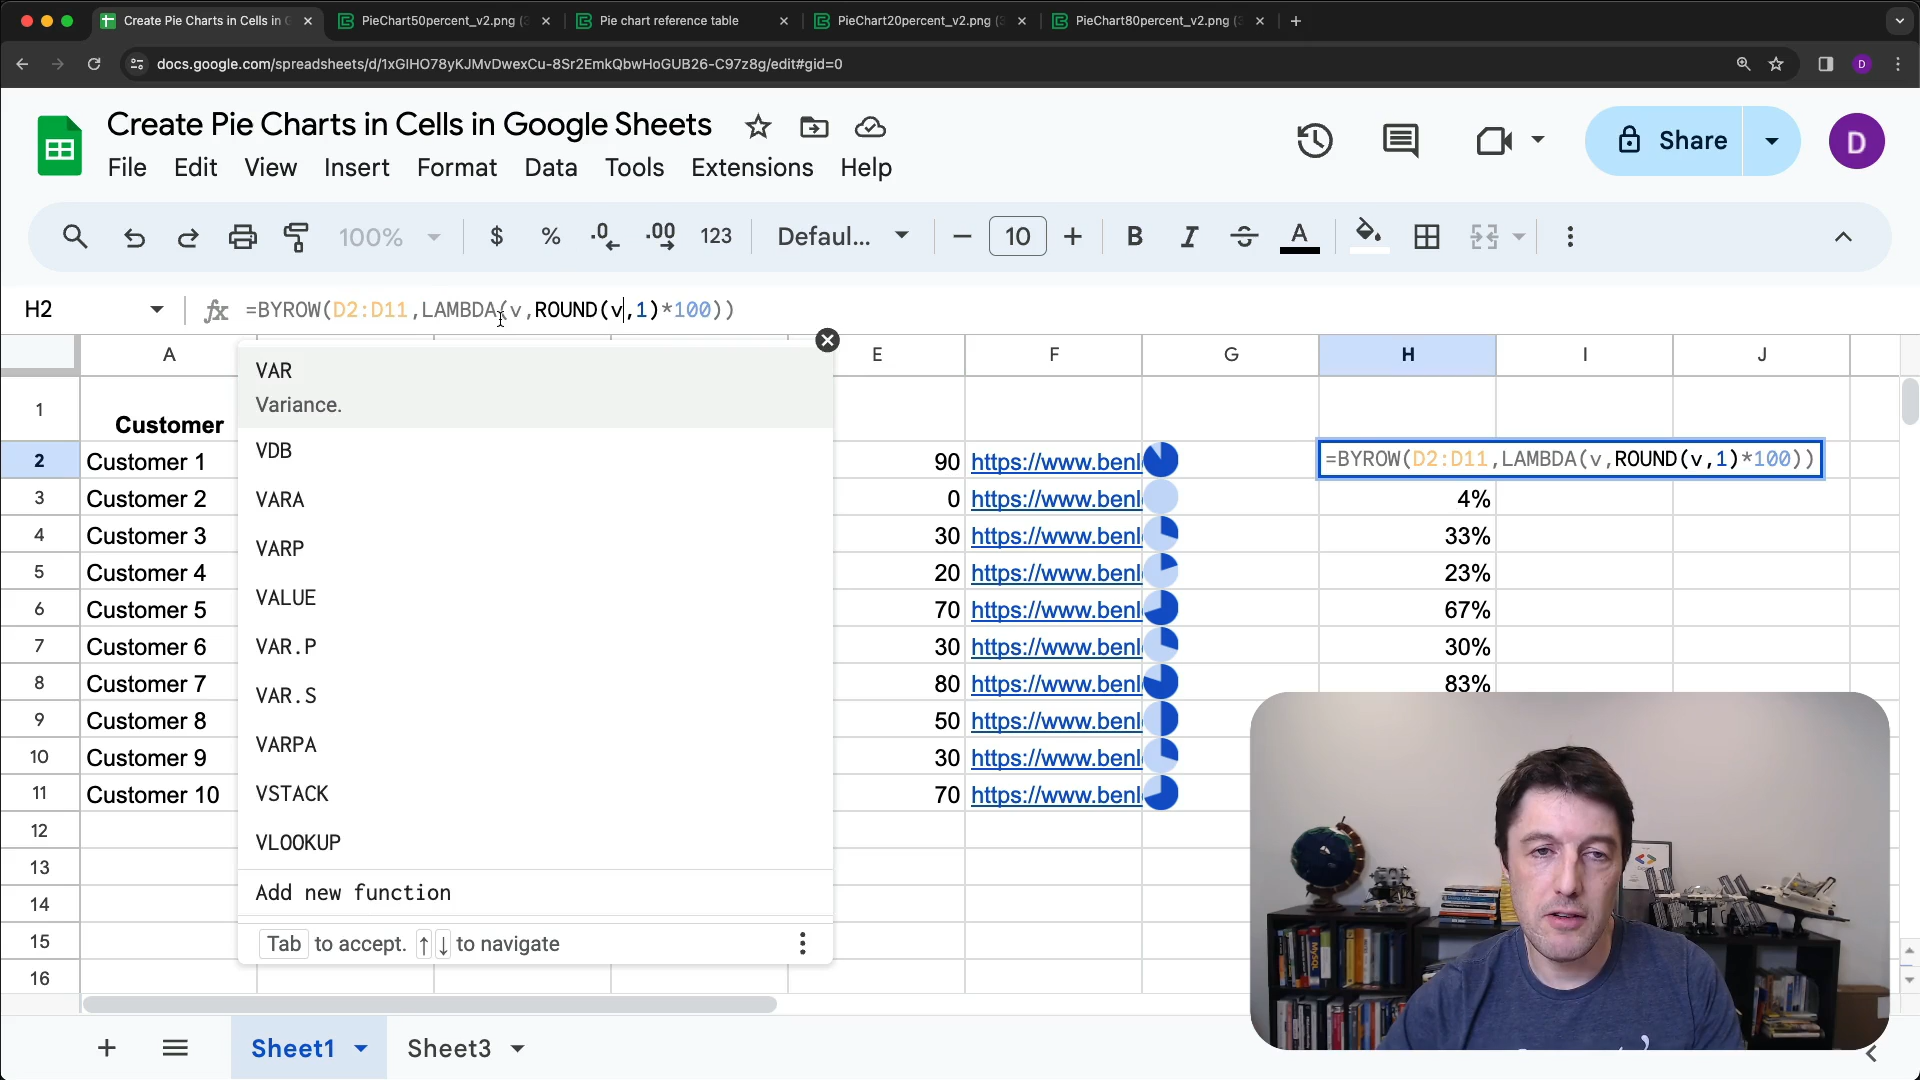 Create Pie Charts in Cells in G
PieChart50percent_v2.png (3
Pie chart reference table
PieChart20percent_v2.png (3
PieChart80percent_v2.png (3
docs.google.com/spreadsheets/d/1xGIHO78yKJMvDwexCu-8Sr2EmkQbwHoGUB26-C97z8g/edit#gid=0
D
Create Pie Charts in Cells in Google Sheets
File Edit View Insert Format Data Tools Extensions Help
Share
D
100% $ % .0 .00 123 Defaul... 10 B I S A
H2 fx =BYROW(D2:D11,LAMBDA(v,ROUND(v,1)*100))
A E F G H I J
1 Customer
2 Customer 1 90 https://www.benl =BYROW(D2:D11,LAMBDA(v,ROUND(v,1)*100))
3 Customer 2 0 https://www.benl 4%
4 Customer 3 30 https://www.benl 33%
5 Customer 4 20 https://www.benl 23%
6 Customer 5 70 https://www.benl 67%
7 Customer 6 30 https://www.benl 30%
8 Customer 7 80 https://www.benl 83%
9 Customer 8 50 https://www.benl
10 Customer 9 30 https://www.benl
11 Customer 10 70 https://www.benl
12
13
14
15
16
VAR
Variance.
VDB
VARA
VARP
VALUE
VAR.P
VAR.S
VARPA
VSTACK
VLOOKUP
Add new function
Tab to accept. ↑ ↓ to navigate
MySQL
Sheet1 Sheet3